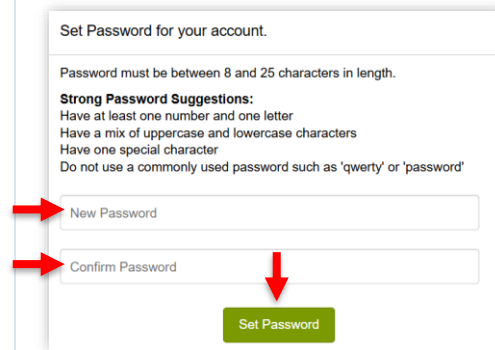 Set Password for your account.
Password must be between 8 and 25 characters in length.
Strong Password Suggestions:
Have at least one number and one letter
Have a mix of uppercase and lowercase characters
Have one special character
Do not use a commonly used password such as 'qwerty' or 'password'
New Password
Confirm Password
Set Password